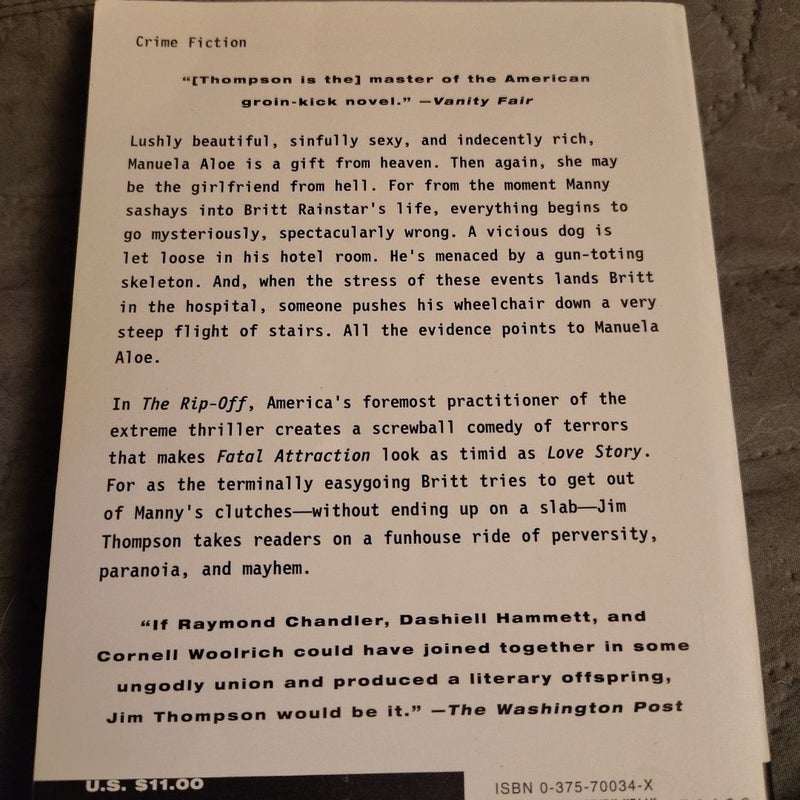 Crime Fiction
“[Thompson is the] master of the American
groin-kick novel.” —Vanity Fair
Lushly beautiful, sinfully sexy, and indecently rich,
Manuela Aloe is a gift from heaven. Then again, she may
be the girlfriend from hell. For from the moment Manny
sashays into Britt Rainstar's life, everything begins to
go mysteriously, spectacularly wrong. A vicious dog is
let loose in his hotel room. He's menaced by a gun-toting
skeleton. And, when the stress of these events lands Britt
in the hospital, someone pushes his wheelchair down a very
steep flight of stairs. All the evidence points to Manuela
Aloe.
In The Rip-Off, America's foremost practitioner of the
extreme thriller creates a screwball comedy of terrors
that makes Fatal Attraction look as timid as Love Story.
For as the terminally easygoing Britt tries to get out
of Manny's clutches—without ending up on a slab—Jim
Thompson takes readers on a funhouse ride of perversity,
paranoia, and mayhem.
“If Raymond Chandler, Dashiell Hammett, and
Cornell Woolrich could have joined together in some
ungodly union and produced a literary offspring,
Jim Thompson would be it.” —The Washington Post
U.S. $11.00
ISBN 0-375-70034-X